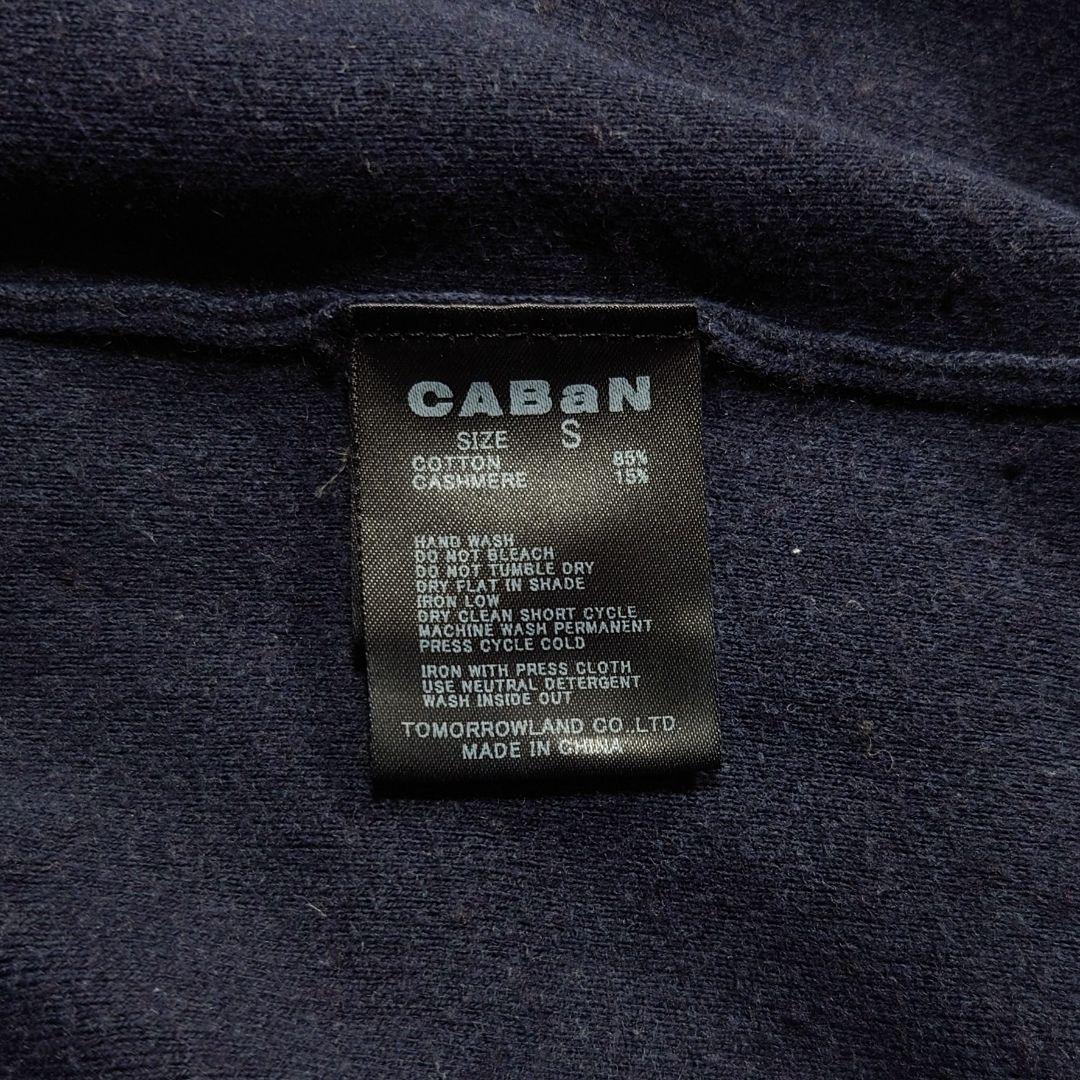 CABaN
SIZE S
COTTON 85%
CASHMERE 15%
HAND WASH
DO NOT BLEACH
DO NOT TUMBLE DRY
DRY FLAT IN SHADE
IRON LOW
DRY CLEAN SHORT CYCLE
MACHINE WASH PERMANENT
PRESS CYCLE COLD
IRON WITH PRESS CLOTH
USE NEUTRAL DETERGENT
WASH INSIDE OUT
TOMORROWLAND CO.,LTD.
MADE IN CHINA